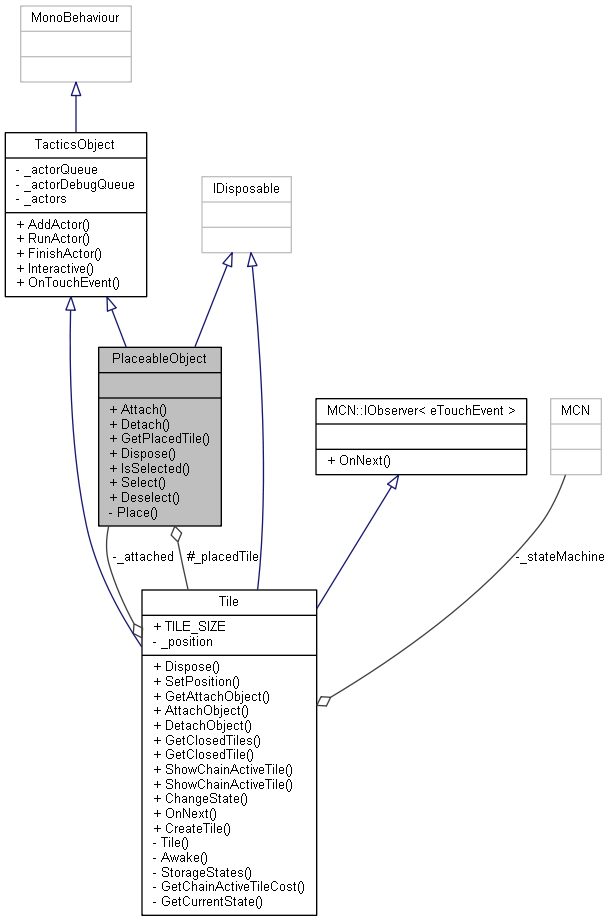 MonoBehaviour
TacticsObject
- _actorQueue
- _actorDebugQueue
- _actors
+ AddActor()
+ RunActor()
+ FinishActor()
+ Interactive()
+ OnTouchEvent()
IDisposable
PlaceableObject
+ Attach()
+ Detach()
+ GetPlacedTile()
+ Dispose()
+ IsSelected()
+ Select()
+ Deselect()
- Place()
MCN::IObserver< eTouchEvent >
+ OnNext()
MCN
-_attached
#_placedTile
-_stateMachine
Tile
+ TILE_SIZE
- _position
+ Dispose()
+ SetPosition()
+ GetAttachObject()
+ AttachObject()
+ DetachObject()
+ GetClosedTiles()
+ GetClosedTile()
+ ShowChainActiveTile()
+ ShowChainActiveTile()
+ ChangeState()
+ OnNext()
+ CreateTile()
- Tile()
- Awake()
- StorageStates()
- GetChainActiveTileCost()
- GetCurrentState()